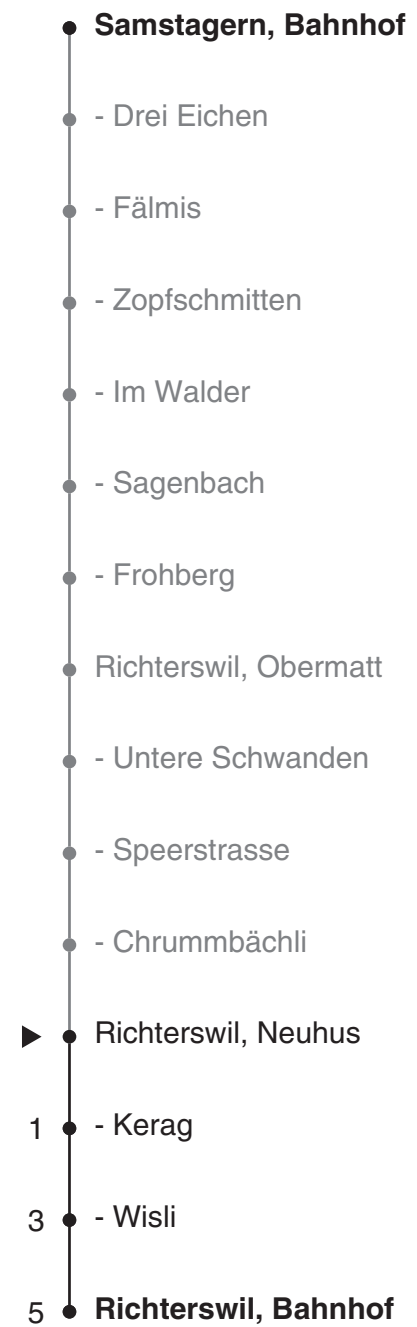 Samstagern, Bahnhof
- Drei Eichen
- Fälmis
- Zopfschmitten
- Im Walder
- Sagenbach
- Frohberg
Richterswil, Obermatt
- Untere Schwanden
- Speerstrasse
- Chrummbächli
Richterswil, Neuhus
1 - Kerag
3 - Wisli
5 Richterswil, Bahnhof